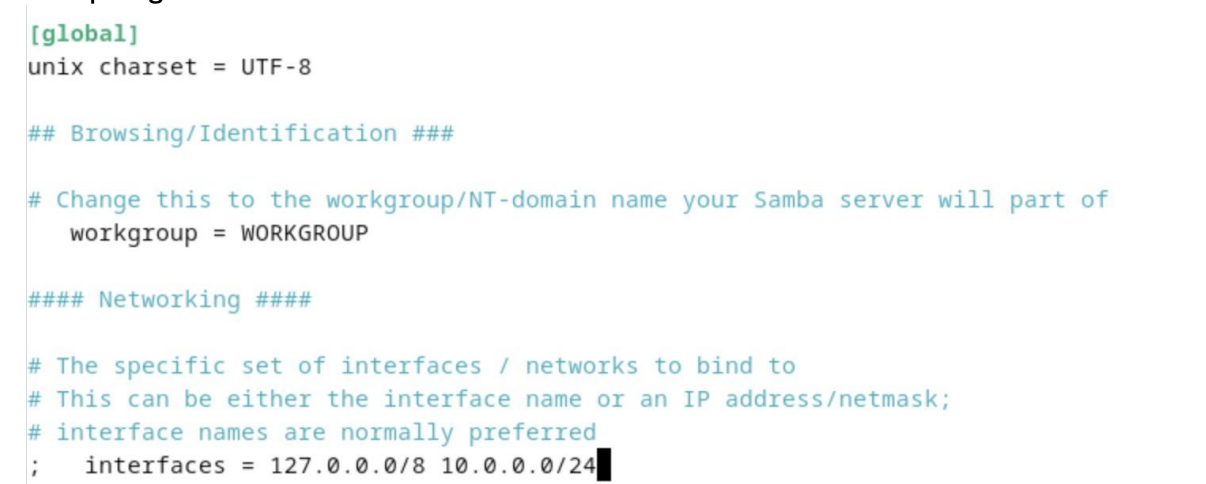 [global]
unix charset = UTF-8
## Browsing/Identification ###
# Change this to the workgroup/NT-domain name your Samba server will part of
workgroup = WORKGROUP
#### Networking ####
# The specific set of interfaces / networks to bind to
# This can be either the interface name or an IP address/netmask;
# interface names are normally preferred
;   interfaces = 127.0.0.0/8 10.0.0.0/24